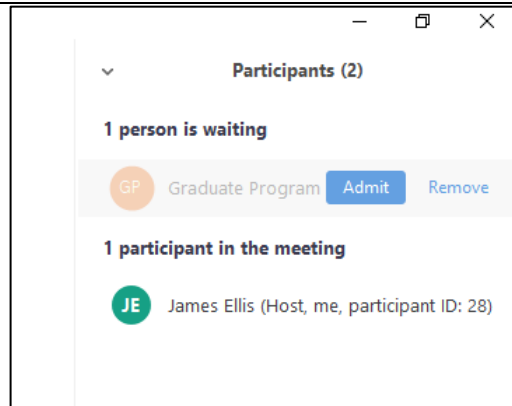 Participants (2)
1 person is waiting
GP Graduate Program Admit Remove
1 participant in the meeting
JE James Ellis (Host, me, participant ID: 28)